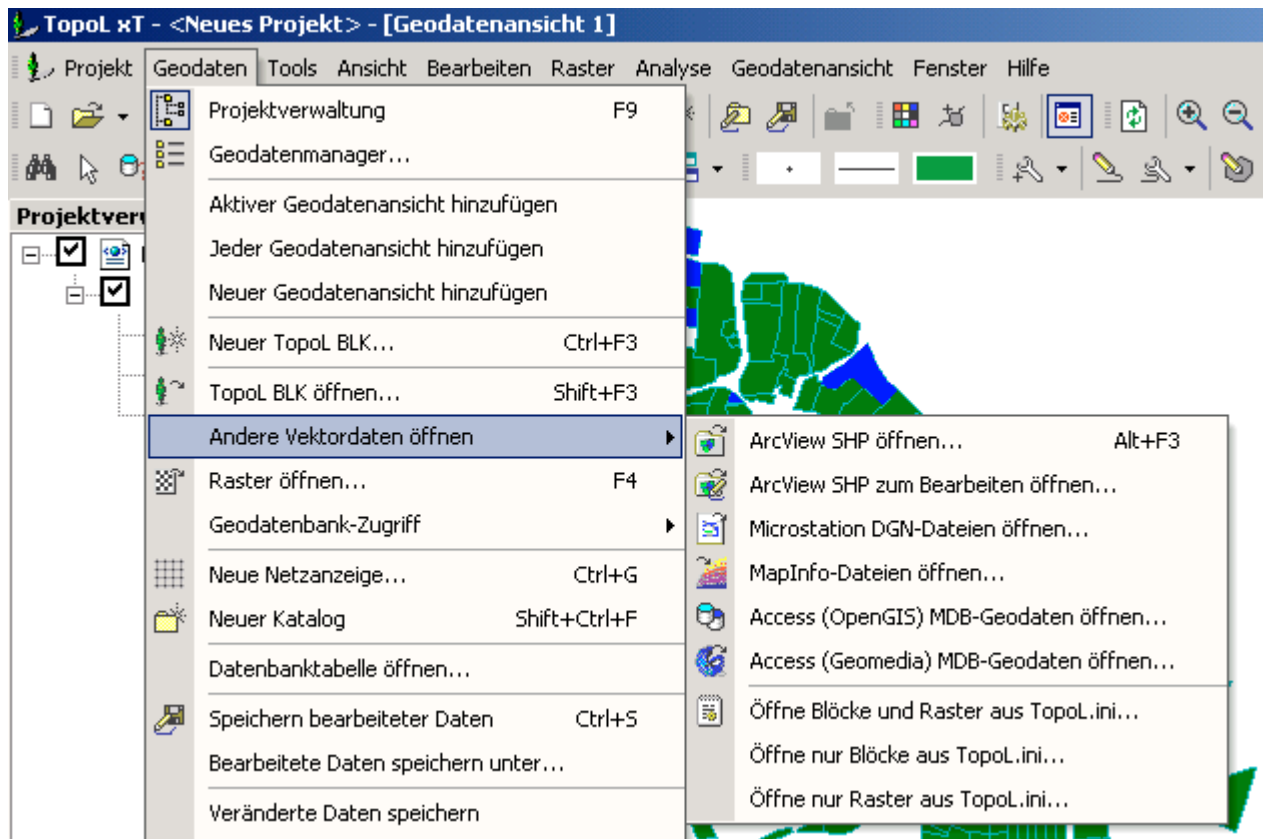 TopoL xT - <Neues Projekt> - [Geodatenansicht 1]
Projekt Geodaten Tools Ansicht Bearbeiten Raster Analyse Geodatenansicht Fenster Hilfe
Projektverwaltung F9
Geodatenmanager...
Aktiver Geodatenansicht hinzufügen
Jeder Geodatenansicht hinzufügen
Neuer Geodatenansicht hinzufügen
Neuer TopoL BLK... Ctrl+F3
TopoL BLK öffnen... Shift+F3
Andere Vektordaten öffnen
Raster öffnen... F4
Geodatenbank-Zugriff
Neue Netzanzeige... Ctrl+G
Neuer Katalog Shift+Ctrl+F
Datenbanktabelle öffnen...
Speichern bearbeiteter Daten Ctrl+S
Bearbeitete Daten speichern unter...
Veränderte Daten speichern
ArcView SHP öffnen... Alt+F3
ArcView SHP zum Bearbeiten öffnen...
Microstation DGN-Dateien öffnen...
MapInfo-Dateien öffnen...
Access (OpenGIS) MDB-Geodaten öffnen...
Access (Geomedia) MDB-Geodaten öffnen...
Öffne Blöcke und Raster aus TopoL.ini...
Öffne nur Blöcke aus TopoL.ini...
Öffne nur Raster aus TopoL.ini...